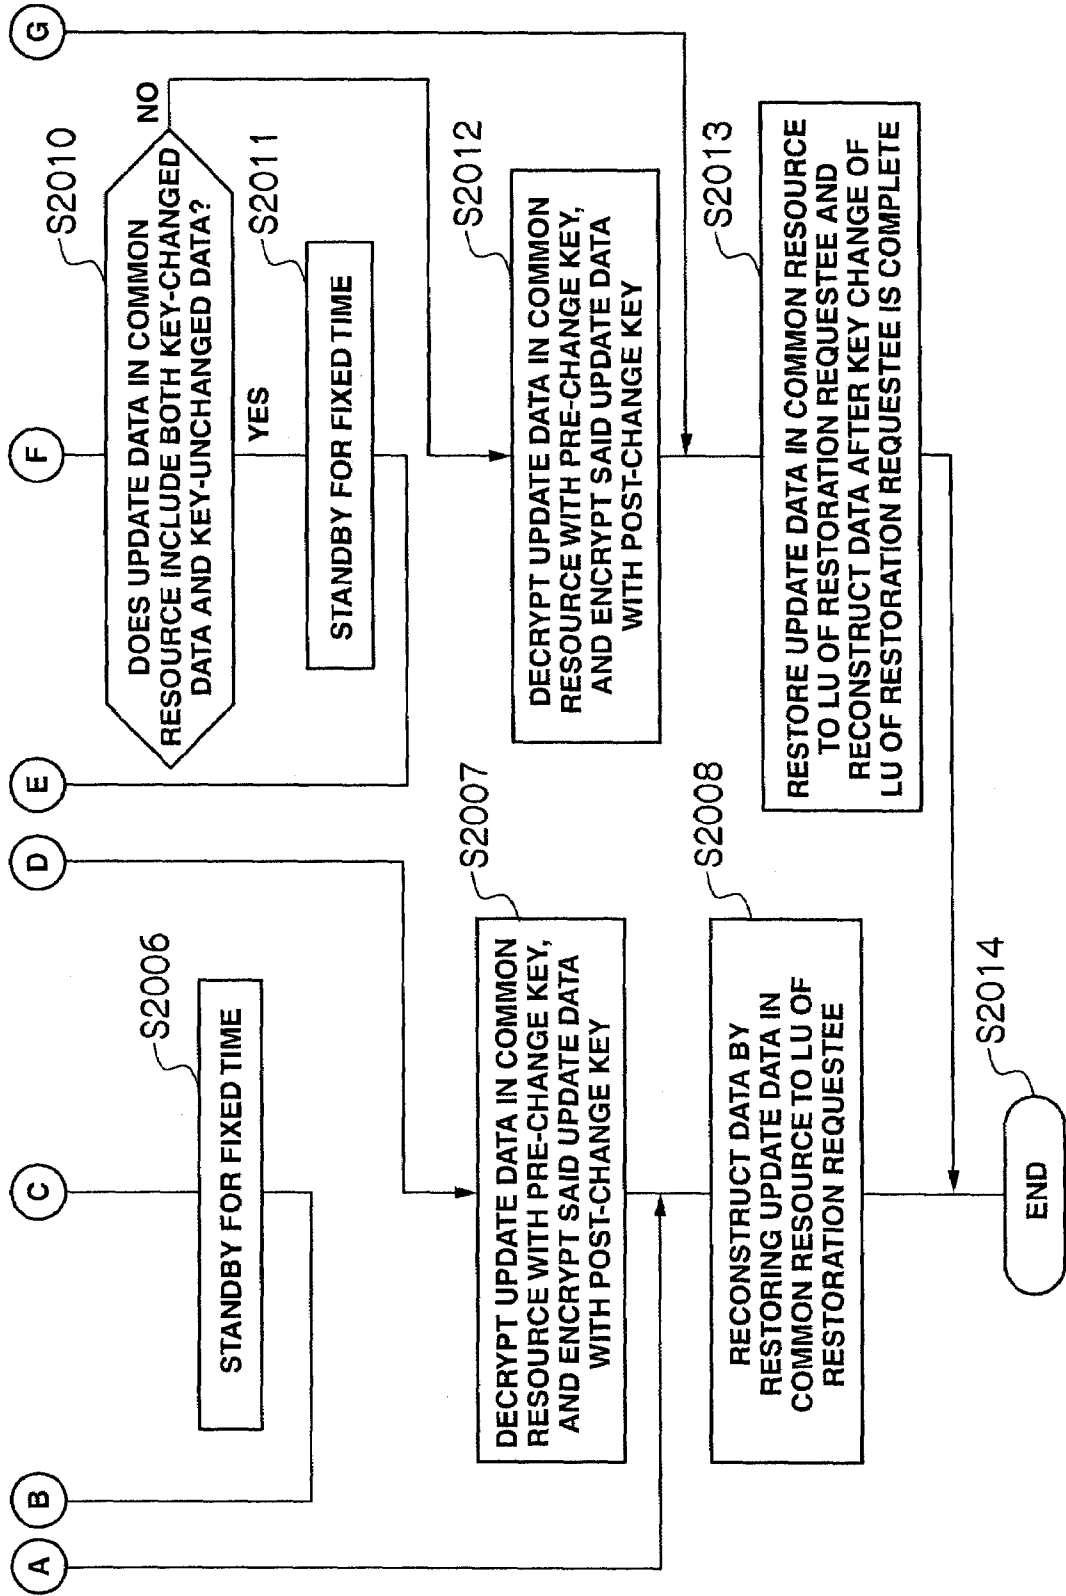 A
B
C
D
E
F
G
S2006
STANDBY FOR FIXED TIME
S2007
DECRYPT UPDATE DATA IN COMMON
RESOURCE WITH PRE-CHANGE KEY,
AND ENCRYPT SAID UPDATE DATA
WITH POST-CHANGE KEY
S2008
RECONSTRUCT DATA BY
RESTORING UPDATE DATA IN
COMMON RESOURCE TO LU OF
RESTORATION REQUESTEE
S2010
DOES UPDATE DATA IN COMMON
RESOURCE INCLUDE BOTH KEY-CHANGED
DATA AND KEY-UNCHANGED DATA?
NO
YES
S2011
STANDBY FOR FIXED TIME
S2012
DECRYPT UPDATE DATA IN COMMON
RESOURCE WITH PRE-CHANGE KEY,
AND ENCRYPT SAID UPDATE DATA
WITH POST-CHANGE KEY
S2013
RESTORE UPDATE DATA IN COMMON RESOURCE
TO LU OF RESTORATION REQUESTEE AND
RECONSTRUCT DATA AFTER KEY CHANGE OF
LU OF RESTORATION REQUESTEE IS COMPLETE
S2014
END